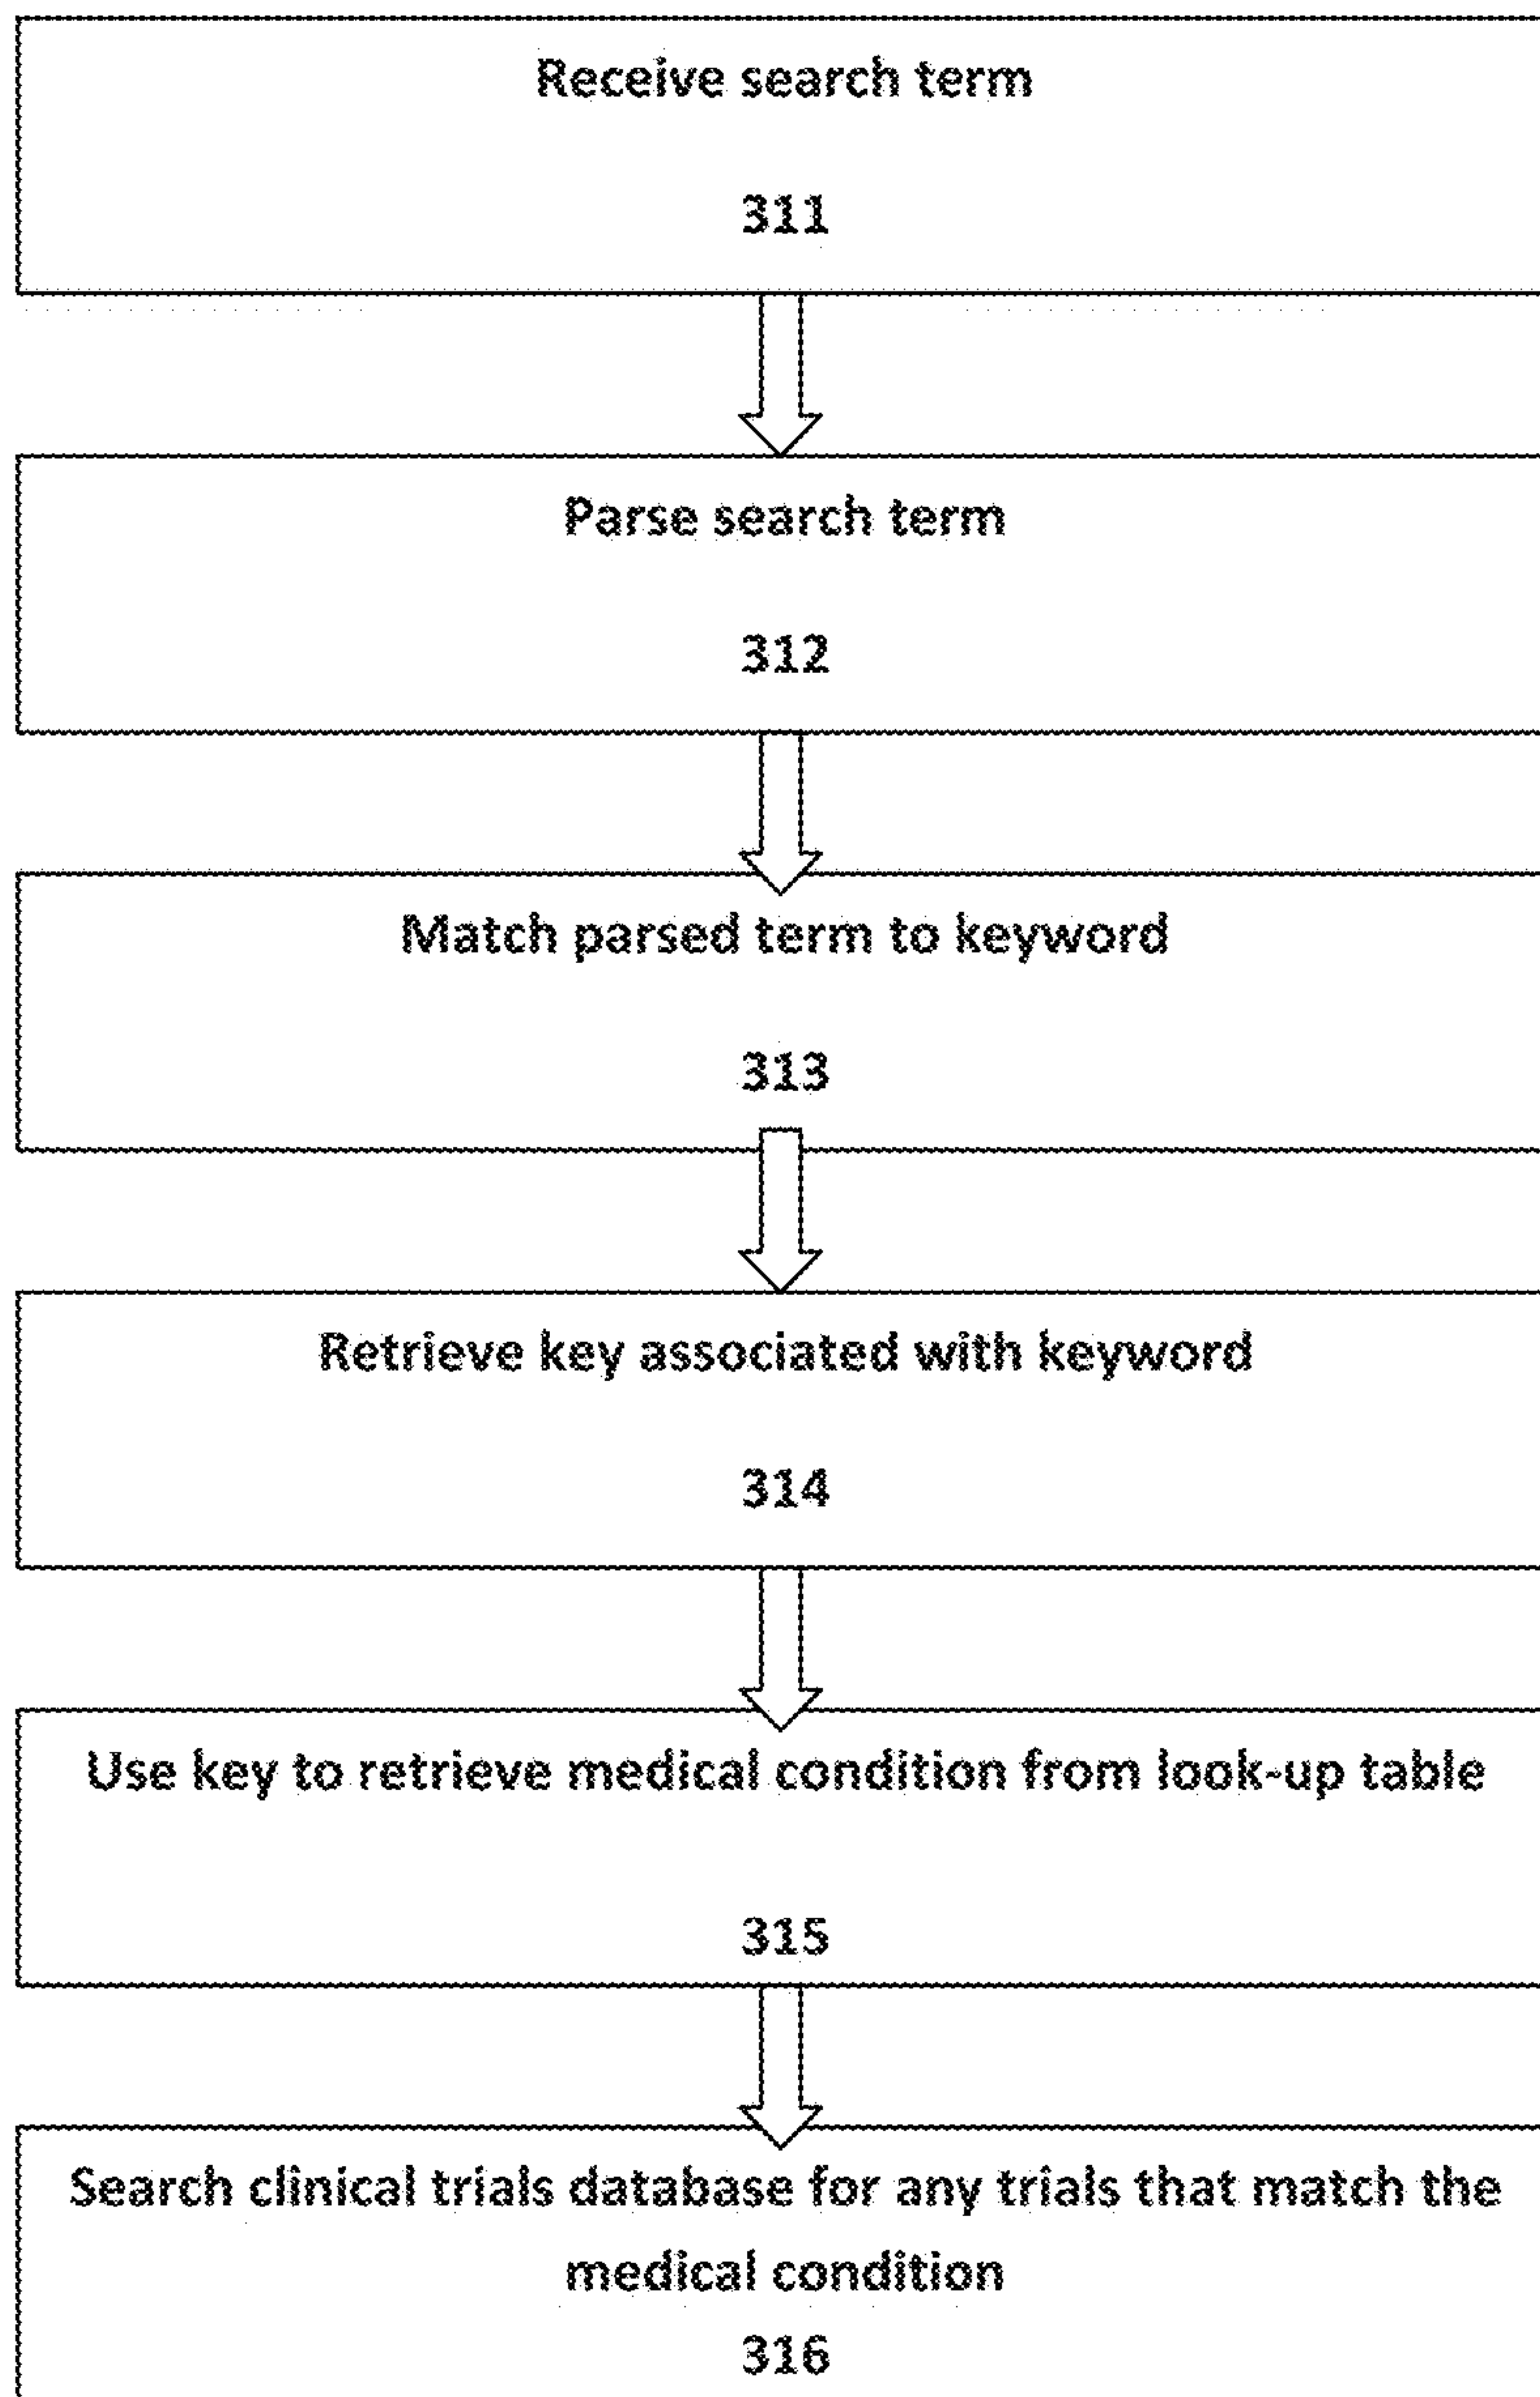 Receive search term
311
Parse search term
312
Match parsed term to keyword
313
Retrieve key associated with keyword
314
Use key to retrieve medical condition from look-up table
315
Search clinical trials database for any trials that match the
medical condition
316